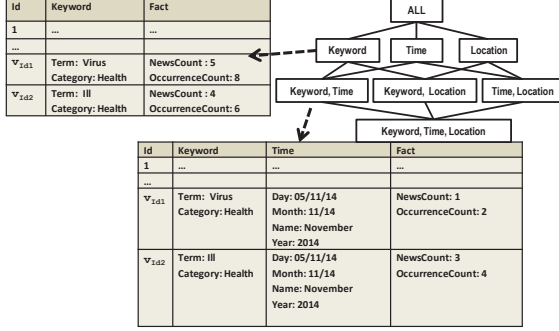 Id Keyword Fact
1 ... ...
...
vId1 Term: Virus NewsCount : 5
Category: Health OccurrenceCount: 8
vId2 Term: Ill NewsCount : 4
Category: Health OccurrenceCount: 6
ALL
Keyword Time Location
Keyword, Time Keyword, Location Time, Location
Keyword, Time, Location
Id Keyword Time Fact
1 ... ... ...
...
vId1 Term: Virus Day: 05/11/14 NewsCount: 1
Category: Health Month: 11/14 OccurrenceCount: 2
Name: November
Year: 2014
vId2 Term: Ill Day: 05/11/14 NewsCount: 3
Category: Health Month: 11/14 OccurrenceCount: 4
Name: November
Year: 2014